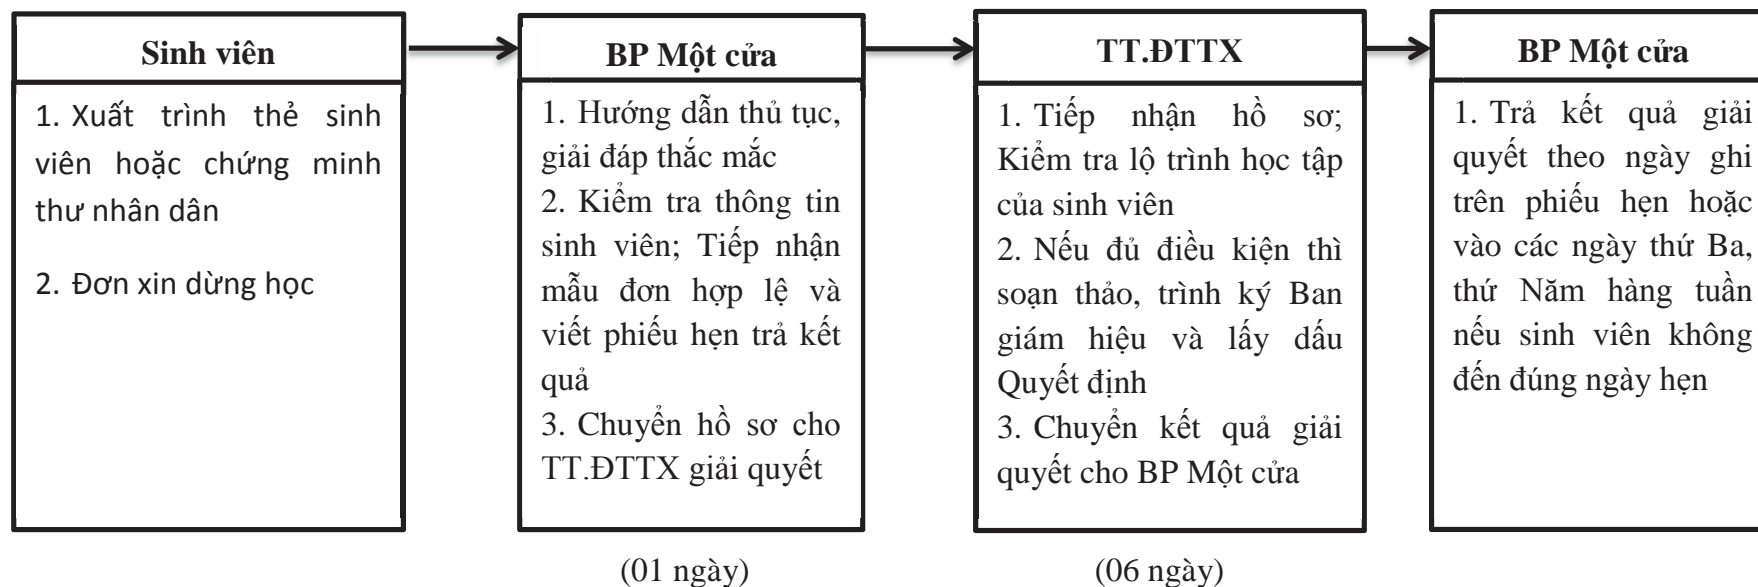 Sinh viên
1. Xuất trình thẻ sinh
viên hoặc chứng minh
thư nhân dân
2. Đơn xin dừng học
BP Một cửa
1. Hướng dẫn thủ tục,
giải đáp thắc mắc
2. Kiểm tra thông tin
sinh viên; Tiếp nhận
mẫu đơn hợp lệ và
viết phiếu hẹn trả kết
quả
3. Chuyển hồ sơ cho
TT.ĐTTX giải quyết
(01 ngày)
TT.ĐTTX
1. Tiếp nhận hồ sơ;
Kiểm tra lộ trình học tập
của sinh viên
2. Nếu đủ điều kiện thì
soạn thảo, trình ký Ban
giám hiệu và lấy dấu
Quyết định
3. Chuyển kết quả giải
quyết cho BP Một cửa
(06 ngày)
BP Một cửa
1. Trả kết quả giải
quyết theo ngày ghi
trên phiếu hẹn hoặc
vào các ngày thứ Ba,
thứ Năm hàng tuần
nếu sinh viên không
đến đúng ngày hẹn